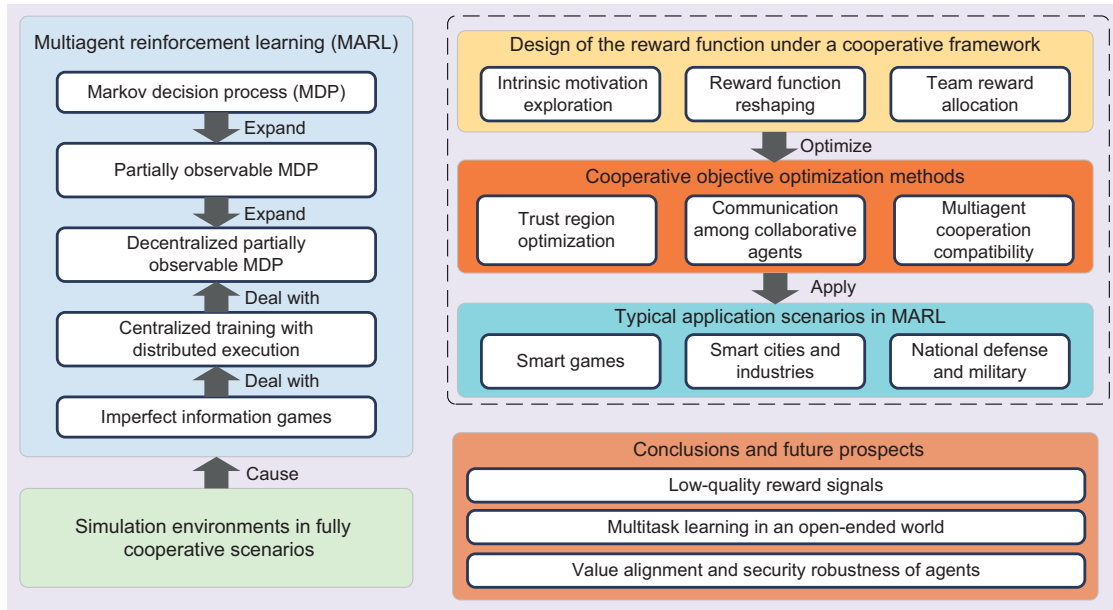 Multiagent reinforcement learning (MARL)
Markov decision process (MDP)
Expand
Partially observable MDP
Expand
Decentralized partially
observable MDP
Deal with
Centralized training with
distributed execution
Deal with
Imperfect information games
Cause
Simulation environments in fully
cooperative scenarios
Design of the reward function under a cooperative framework
Intrinsic motivation
exploration
Reward function
reshaping
Team reward
allocation
Optimize
Cooperative objective optimization methods
Trust region
optimization
Communication
among collaborative
agents
Multiagent
cooperation
compatibility
Apply
Typical application scenarios in MARL
Smart games
Smart cities and
industries
National defense
and military
Conclusions and future prospects
Low-quality reward signals
Multitask learning in an open-ended world
Value alignment and security robustness of agents